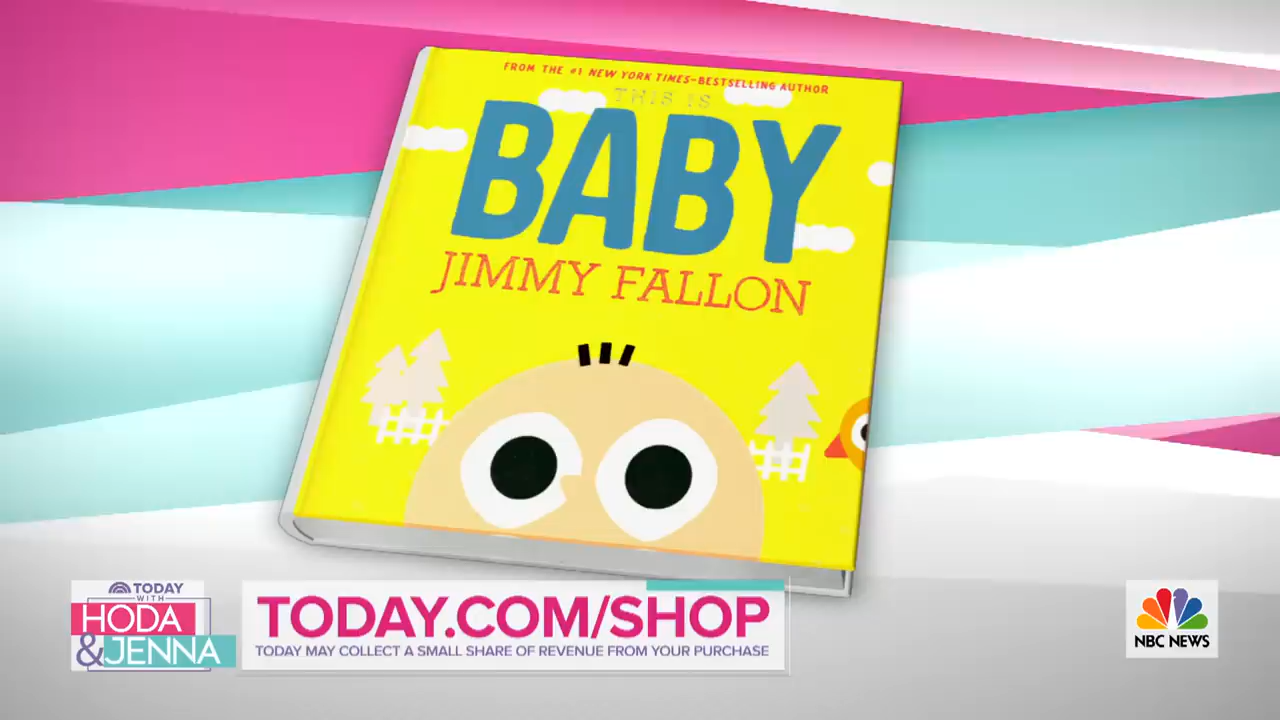 FROM THE #1 NEW YORK TIMES-BESTSELLING AUTHOR
THIS IS
BABY
JIMMY FALLON
TODAY
WITH
HODA
&JENNA
TODAY.COM/SHOP
TODAY MAY COLLECT A SMALL SHARE OF REVENUE FROM YOUR PURCHASE
NBC NEWS